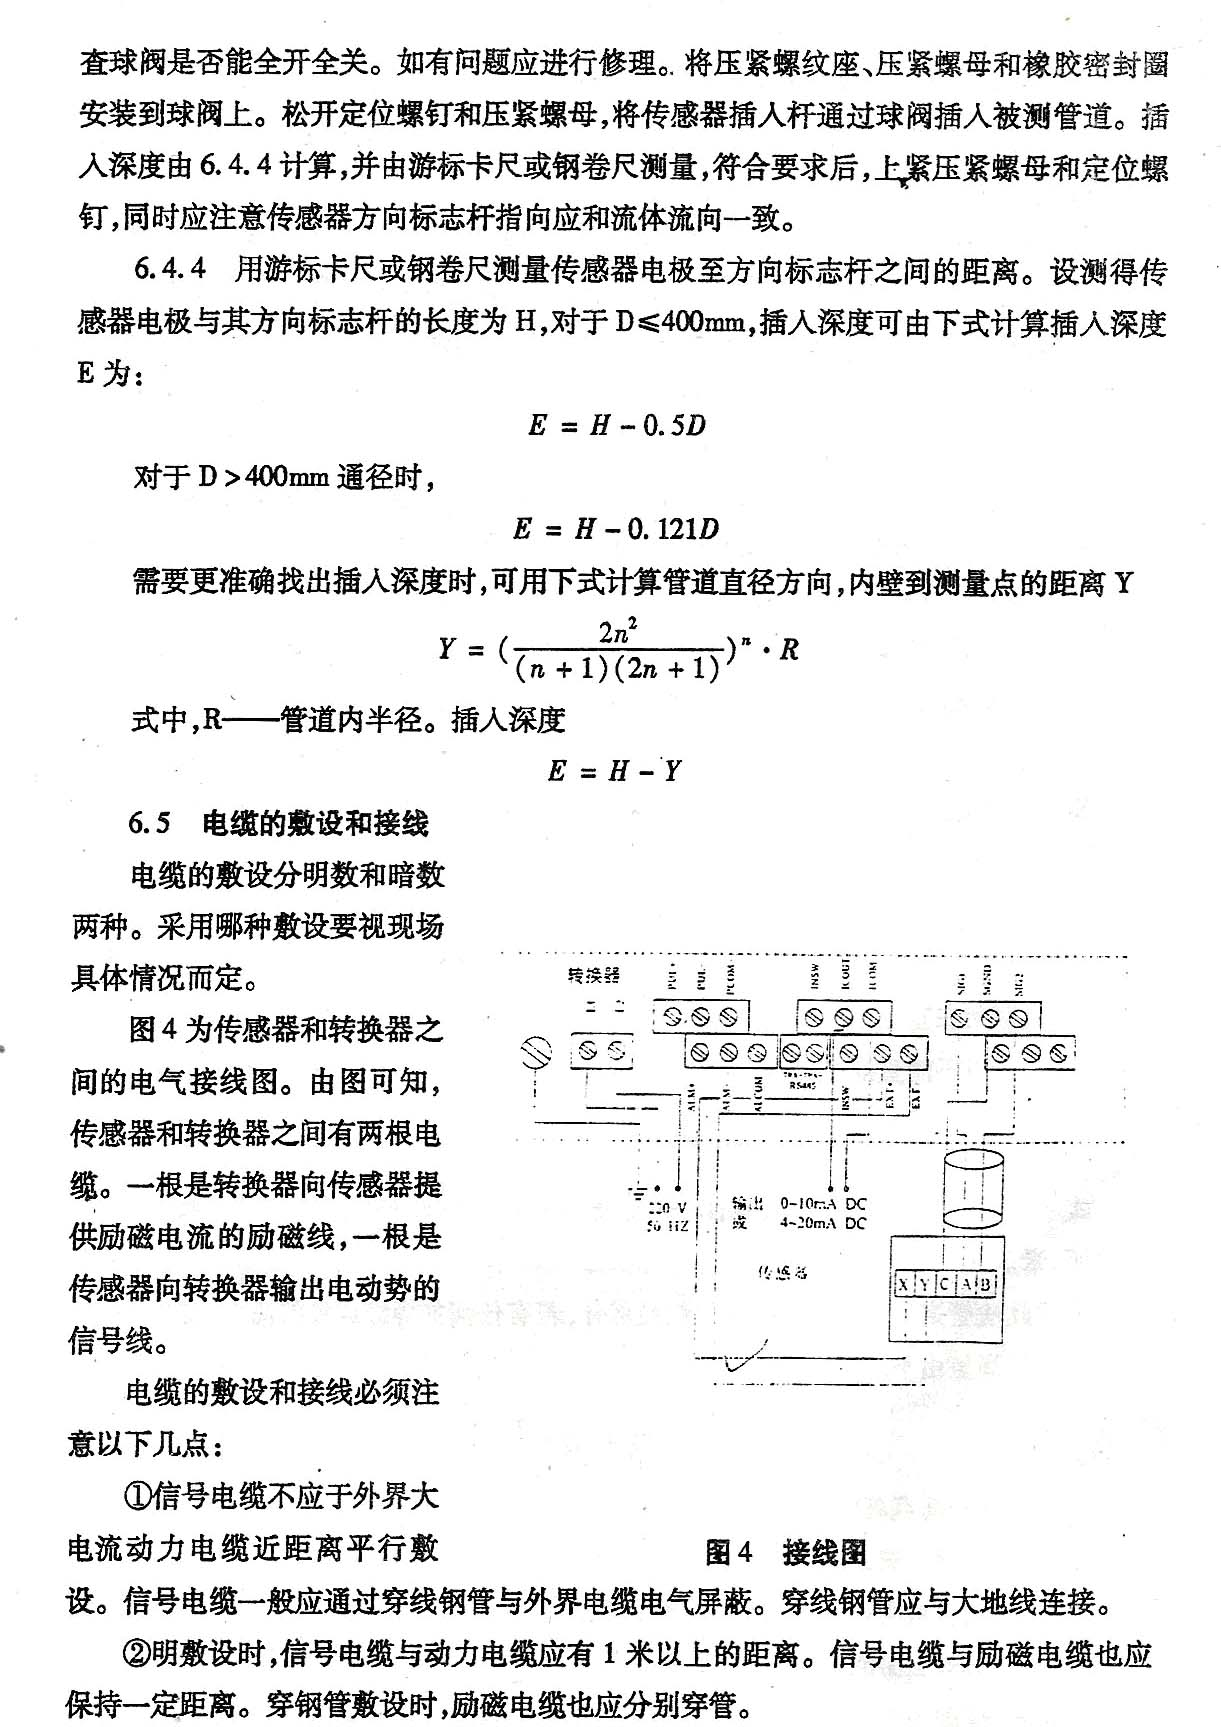 查球阀是否能全开全关。如有问题应进行修理。将压紧螺纹座、压紧螺母和橡胶密封圈
安装到球阀上。松开定位螺钉和压紧螺母,将传感器插入杆通过球阀插入被测管道。插
入深度由6.4.4计算,并由游标卡尺或钢卷尺测量,符合要求后,上紧压紧螺母和定位螺
钉,同时应注意传感器方向标志杆指向应和流体流向一致。
6.4.4 用游标卡尺或钢卷尺测量传感器电极至方向标志杆之间的距离。设测得传
感器电极与其方向标志杆的长度为H,对于D≤400mm,插入深度可由下式计算插入深度
E为:
E = H - 0.5D
对于D>400mm通径时,
E = H - 0.121D
需要更准确找出插入深度时,可用下式计算管道直径方向,内壁到测量点的距离Y
Y = (2n²/(n+1)(2n+1))ⁿ · R
式中,R——管道内半径。插入深度
E = H - Y
6.5 电缆的敷设和接线
电缆的敷设分明数和暗数
两种。采用哪种敷设要视现场
具体情况而定。
图4为传感器和转换器之
间的电气接线图。由图可知,
传感器和转换器之间有两根电
缆。一根是转换器向传感器提
供励磁电流的励磁线,一根是
传感器向转换器输出电动势的
信号线。
电缆的敷设和接线必须注
意以下几点:
①信号电缆不应于外界大
电流动力电缆近距离平行敷
设。信号电缆一般应通过穿线钢管与外界电缆电气屏蔽。穿线钢管应与大地线连接。
②明敷设时,信号电缆与动力电缆应有1米以上的距离。信号电缆与励磁电缆也应
保持一定距离。穿钢管敷设时,励磁电缆也应分别穿管。
转换器
PUL+ PUL- PCOM INSW ICOUT ICOM SIG1 SGND SIG2
ALM+ ALM- ALCOM RS485 INSW EXT+ EXT-
220 V
50 HZ
输出 0-10mA DC
或 4-20mA DC
传感器
X Y C A B
图4 接线图